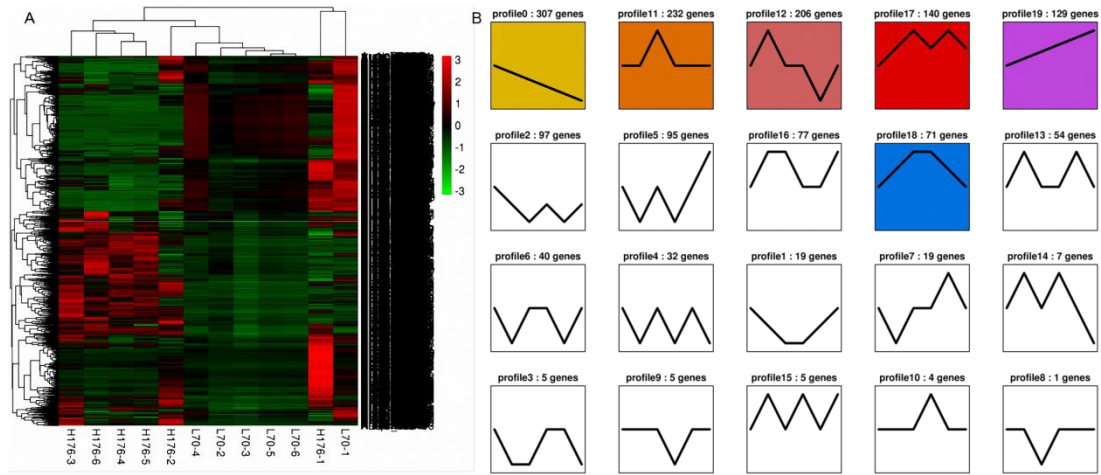 A
3
2
1
0
-1
-2
-3
H176-3
H176-6
H176-4
H176-5
H176-2
L70-4
L70-2
L70-3
L70-5
L70-6
H176-1
L70-1
B
profile0 : 307 genes
profile11 : 232 genes
profile12 : 206 genes
profile17 : 140 genes
profile19 : 129 genes
profile2 : 97 genes
profile5 : 95 genes
profile16 : 77 genes
profile18 : 71 genes
profile13 : 54 genes
profile6 : 40 genes
profile4 : 32 genes
profile1 : 19 genes
profile7 : 19 genes
profile14 : 7 genes
profile3 : 5 genes
profile9 : 5 genes
profile15 : 5 genes
profile10 : 4 genes
profile8 : 1 genes